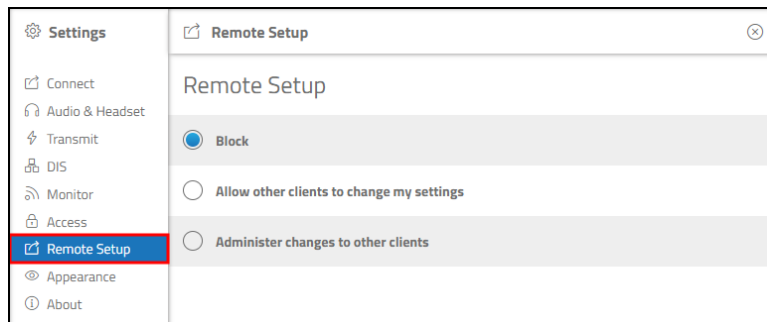 Settings
Connect
Audio & Headset
Transmit
DIS
Monitor
Access
Remote Setup
Appearance
About
Remote Setup
Remote Setup
Block
Allow other clients to change my settings
Administer changes to other clients